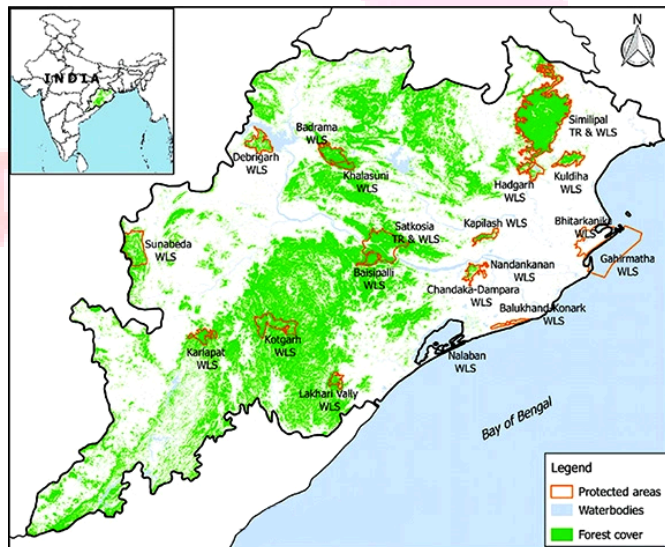 INDIA
N
Similipal
TR & WLS
Badrama
WLS
Debrigarh
WLS
Khalasuni
WLS
Hadgarh
WLS
Kuldiha
WLS
Satkosia
TR & WLS
Kapilash WLS
Bhitarkanika
WLS
Sunabeda
WLS
Baisipalli
WLS
Nandankanan
WLS
Gahirmatha
WLS
Chandaka-Dampara
WLS
Balukhand-Konark
WLS
Karlapat
WLS
Kotgarh
WLS
Nalaban
WLS
Lakhari Vally
WLS
Bay of Bengal
Legend
Protected areas
Waterbodies
Forest cover